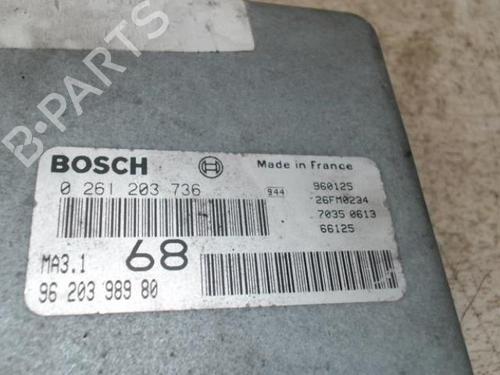 B-PARTS
BOSCH Made in France
0 261 203 736 944 960125
26FM0234
7035 0613
66125
MA3.1 68
96 203 989 80